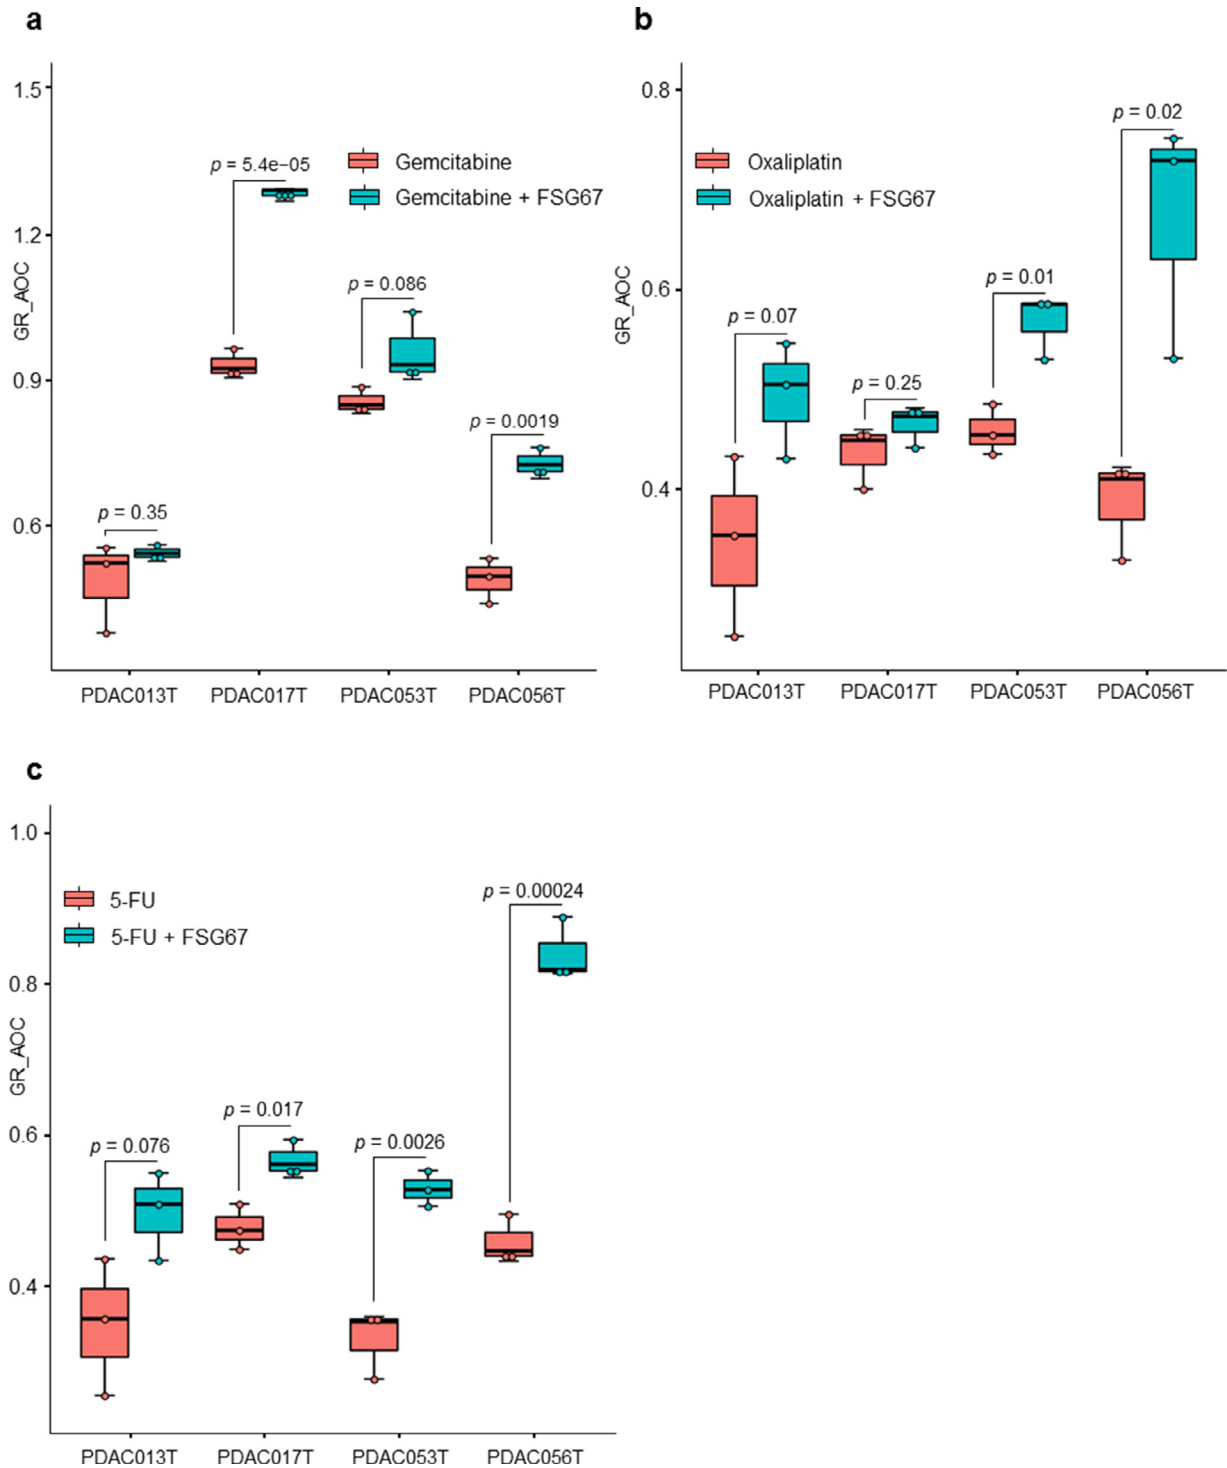 a
1.5
1.2
0.9
0.6
GR_AOC
p = 5.4e−05
Gemcitabine
Gemcitabine + FSG67
p = 0.086
p = 0.0019
p = 0.35
PDAC013T PDAC017T PDAC053T PDAC056T
b
0.8
0.6
0.4
GR_AOC
p = 0.02
Oxaliplatin
Oxaliplatin + FSG67
p = 0.01
p = 0.07
p = 0.25
PDAC013T PDAC017T PDAC053T PDAC056T
c
1.0
0.8
0.6
0.4
GR_AOC
5-FU
5-FU + FSG67
p = 0.00024
p = 0.017
p = 0.076
p = 0.0026
PDAC013T PDAC017T PDAC053T PDAC056T